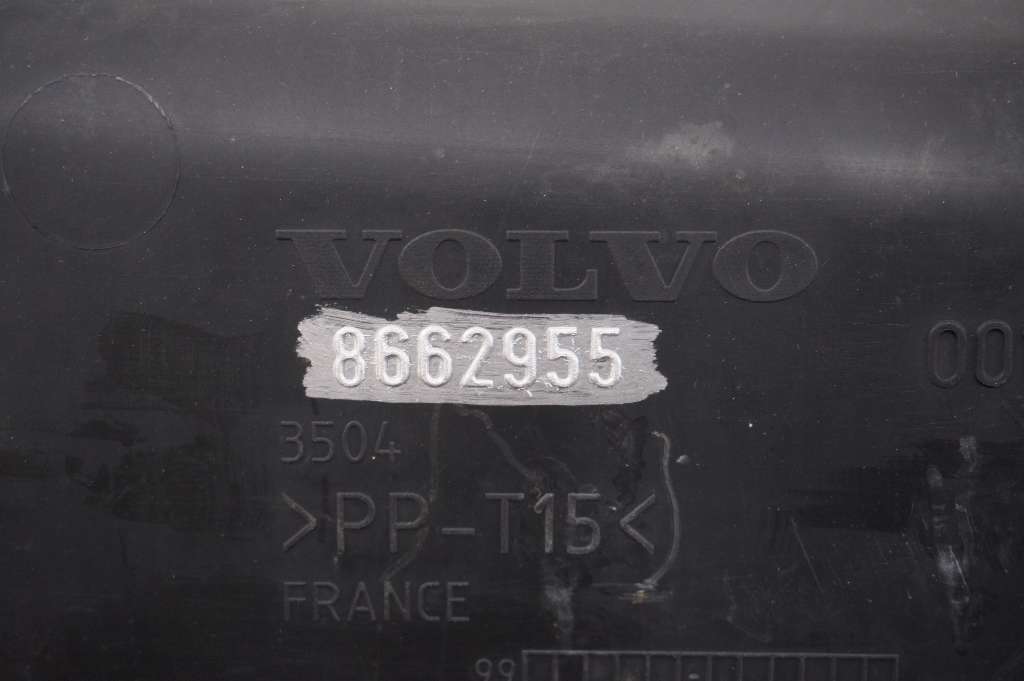 VOLVO
8662955
00
3504
>PP-T15<
FRANCE
99